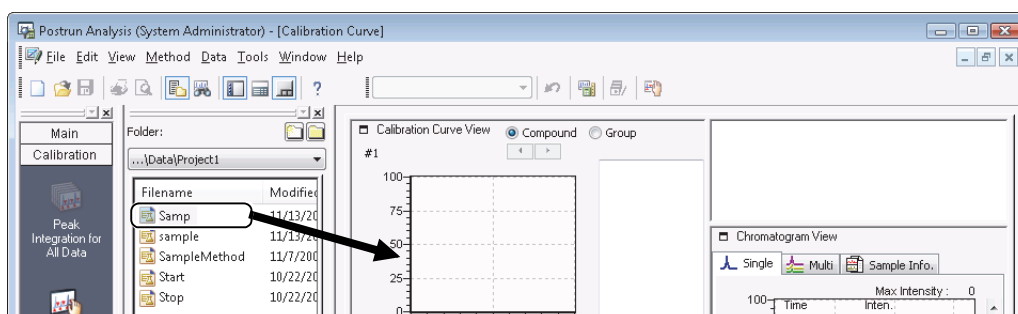 Postrun Analysis (System Administrator) - [Calibration Curve]
File Edit View Method Data Tools Window Help
Main
Calibration
Peak
Integration for
All Data
Folder:
...\Data\Project1
Filename Modified
Samp 11/13/20
sample 11/13/20
SampleMethod 11/7/200
Start 10/22/20
Stop 10/22/20
Calibration Curve View Compound Group
#1
100
75
50
25
0
Chromatogram View
Single Multi Sample Info.
Max Intensity : 0
100 Time Inten.